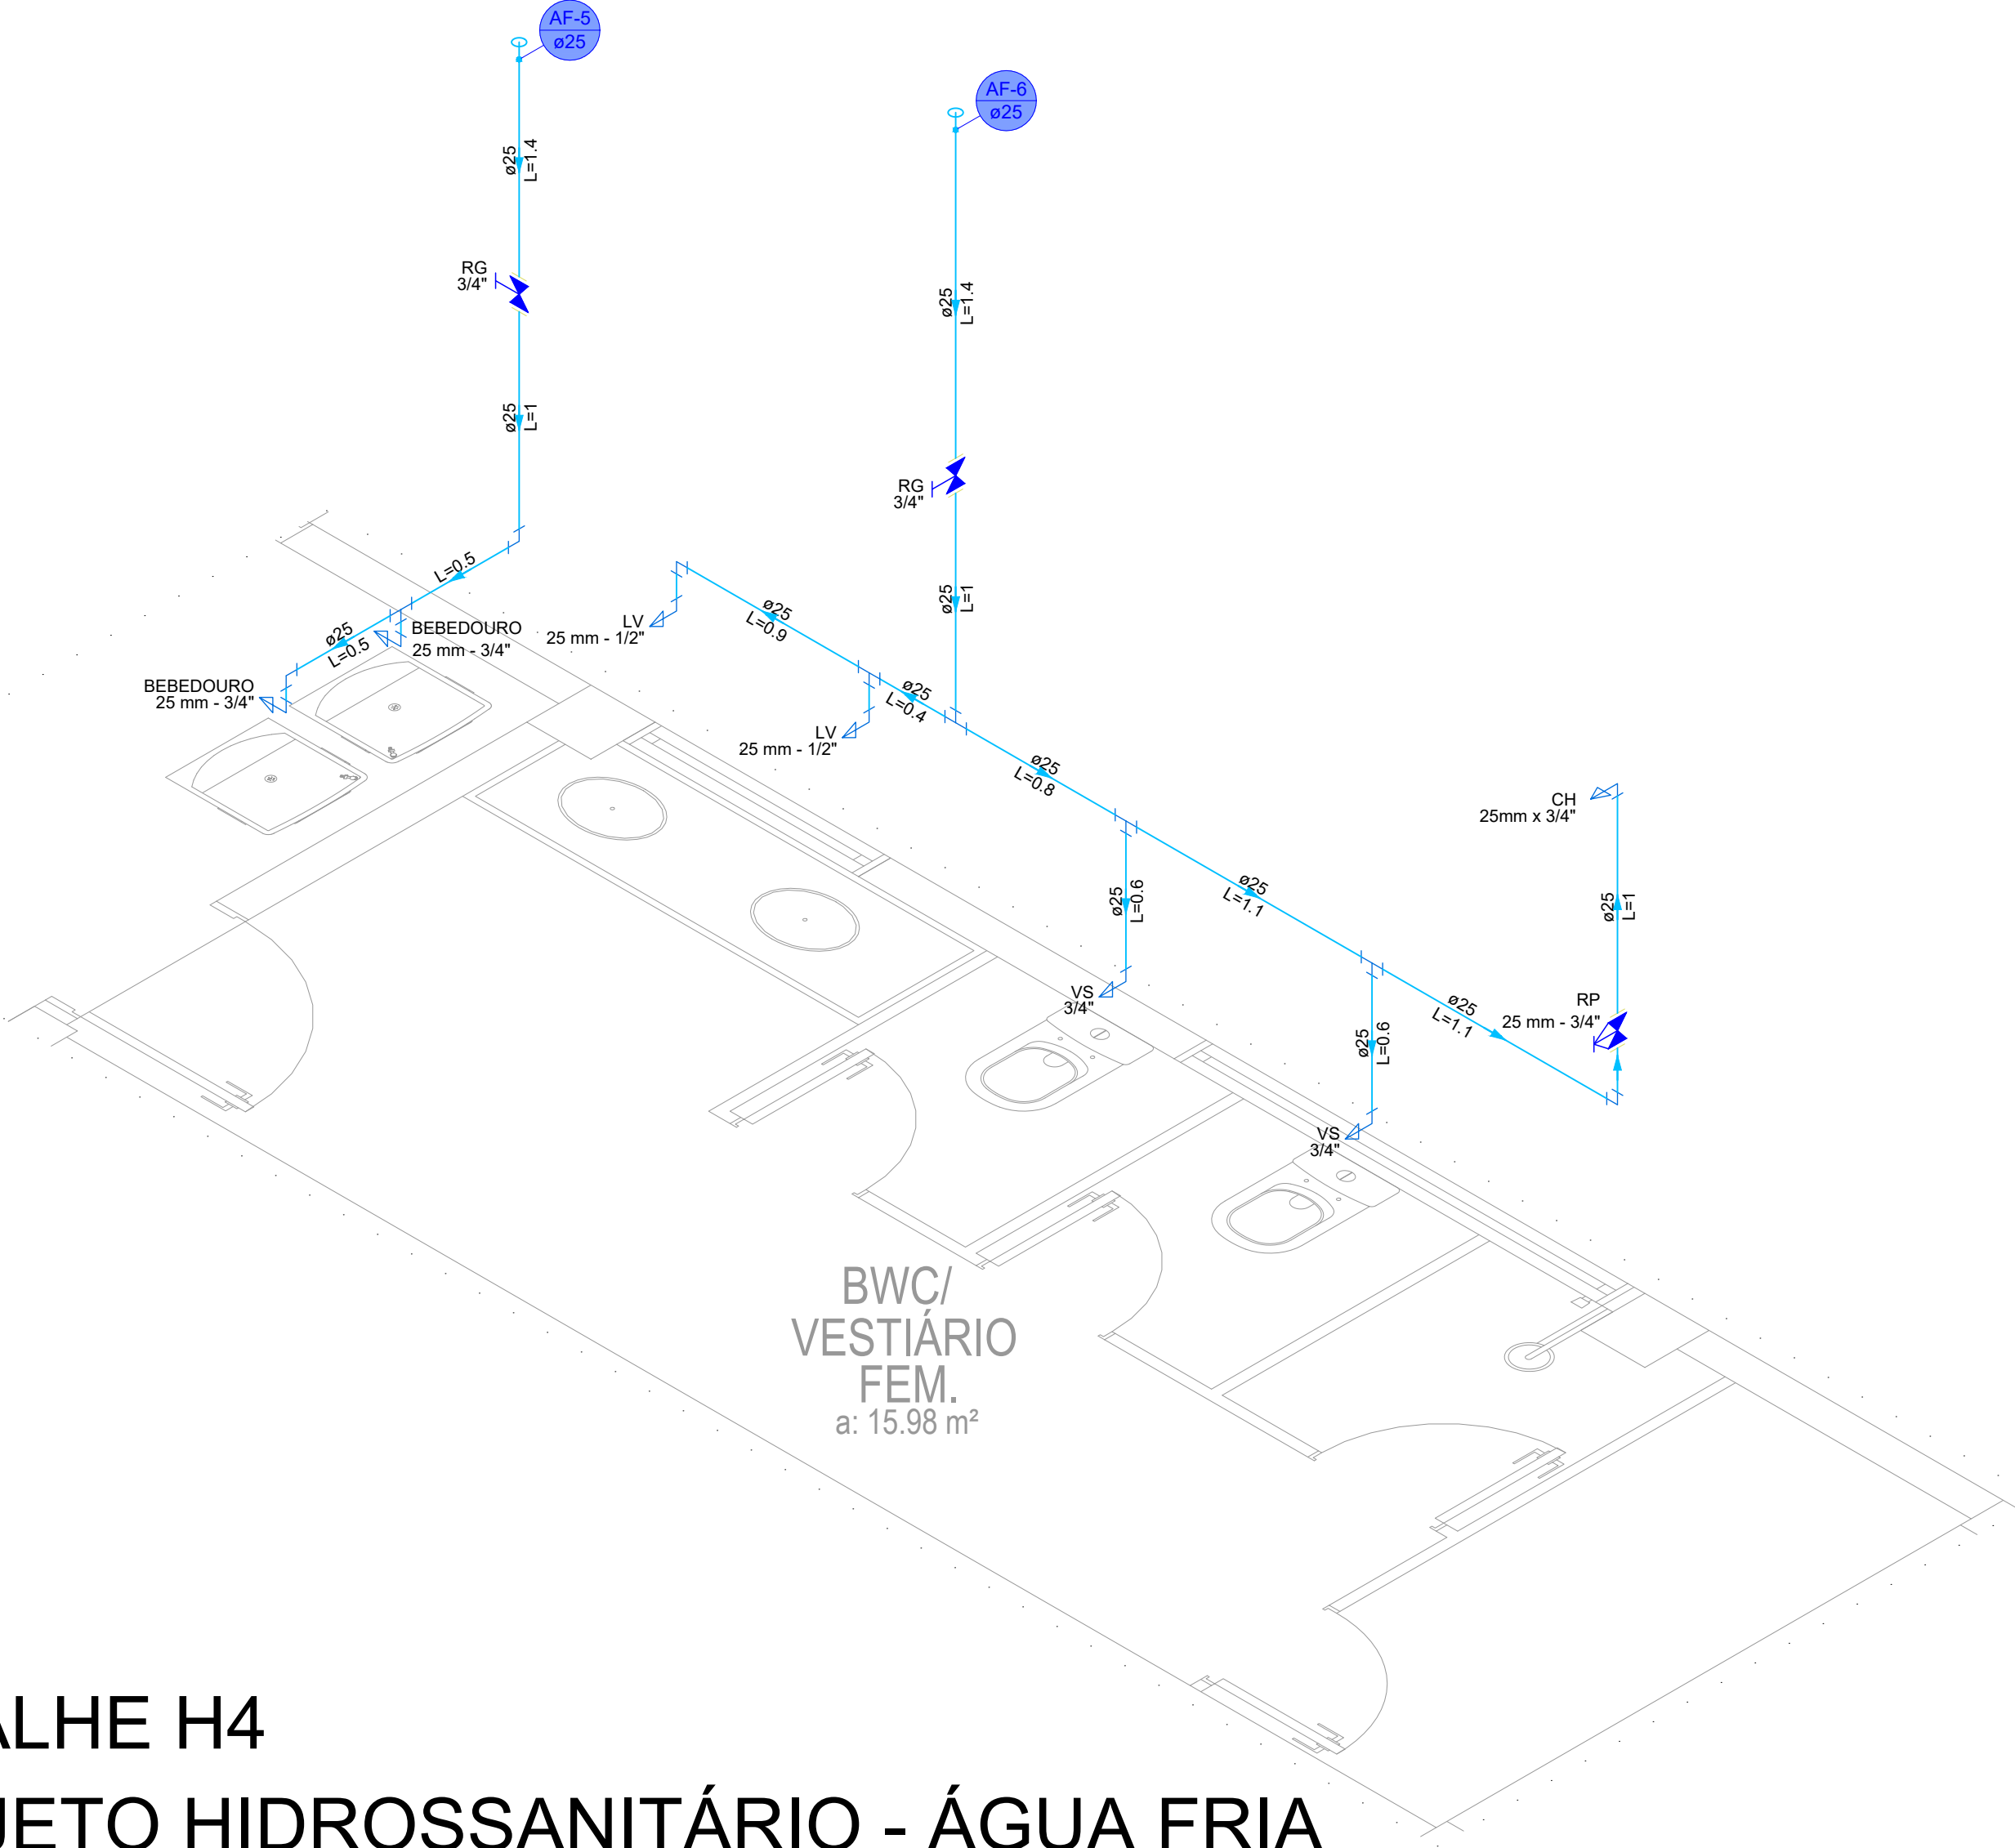 AF-5
ø25
AF-6
ø25
ø25
L=1.4
ø25
L=1.4
RG
3/4"
RG
3/4"
ø25
L=1
ø25
L=1
L=0.5
ø25
L=0.5
BEBEDOURO
25 mm - 3/4"
BEBEDOURO
25 mm - 3/4"
LV
25 mm - 1/2"
ø25
L=0.9
LV
25 mm - 1/2"
ø25
L=0.4
ø25
L=0.8
CH
25mm x 3/4"
ø25
L=0.6
ø25
L=1.1
ø25
L=1
VS
3/4"
RP
25 mm - 3/4"
ø25
L=1.1
ø25
L=0.6
VS
3/4"
BWC/
VESTIÁRIO
FEM.
a: 15.98 m²
ALHE H4
JETO HIDROSSANITÁRIO - ÁGUA FRIA